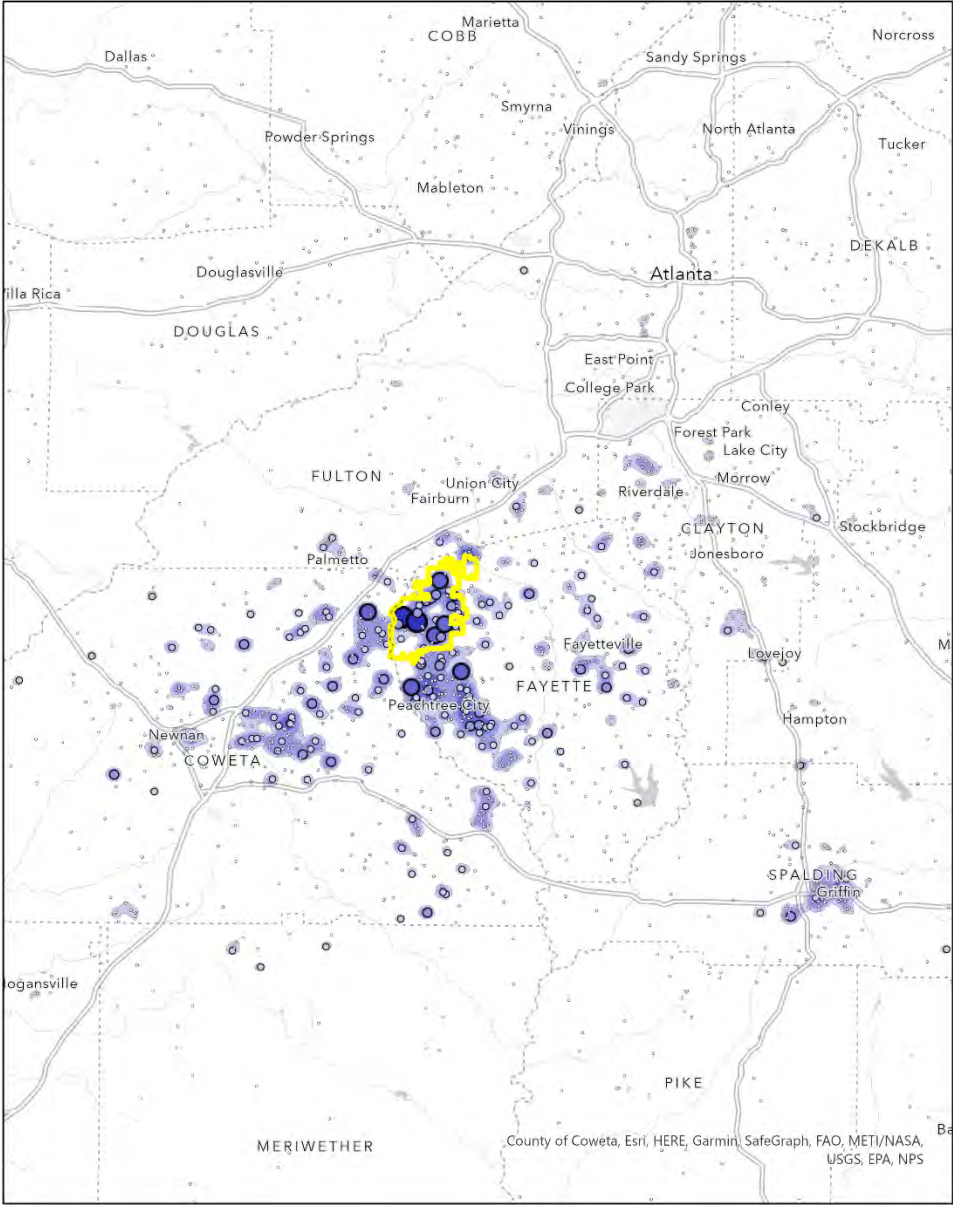 Marietta
COBB
Norcross
Dallas
Sandy Springs
Smyrna
Vinings
North Atlanta
Powder Springs
Tucker
Mableton
DEKALB
Douglasville
Atlanta
illa Rica
DOUGLAS
East Point
College Park
Conley
Forest Park
Lake City
FULTON
Union City
Morrow
Fairburn
Riverdale
CLAYTON
Stockbridge
Jonesboro
Palmetto
Fayetteville
M
Lovejoy
FAYETTE
Peachtree City
Hampton
Newnan
COWETA
SPALDING
Griffin
logansville
PIKE
Ba
MERIWETHER
County of Coweta, Esri, HERE, Garmin, SafeGraph, FAO, METI/NASA,
USGS, EPA, NPS